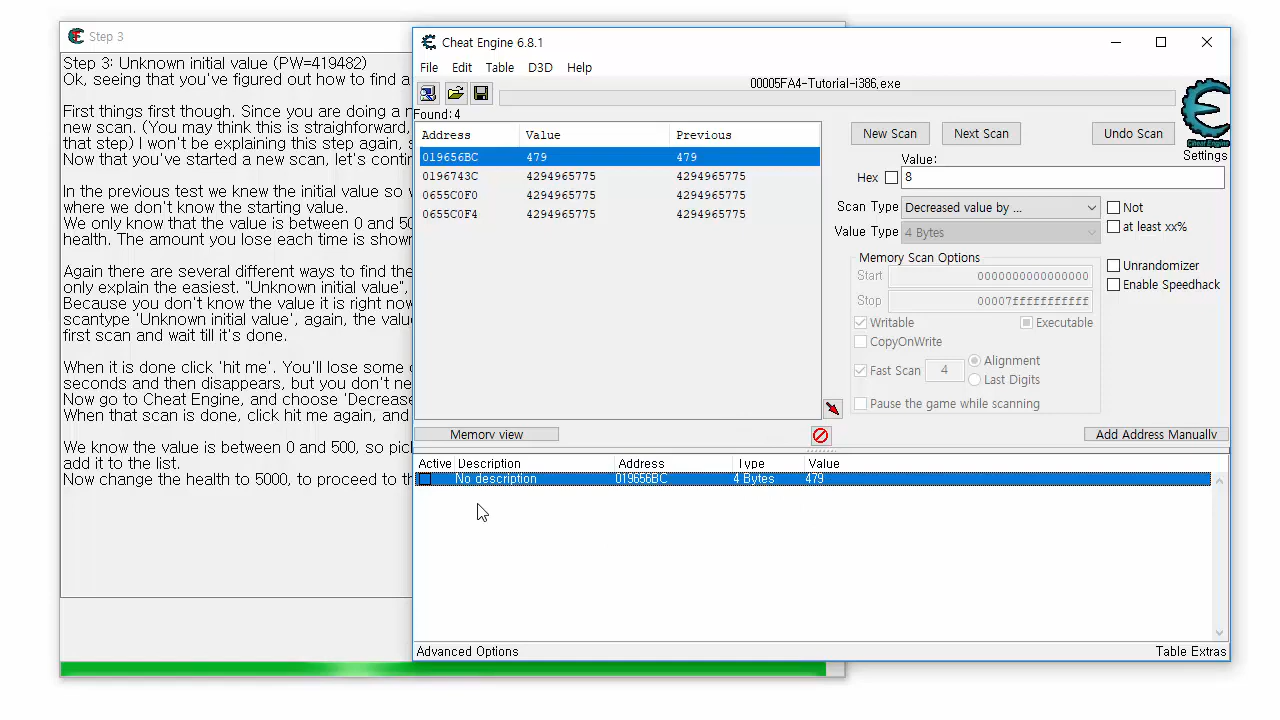 Step 3
Step 3: Unknown initial value (PW=419482)
Ok, seeing that you've figured out how to find a
First things first though. Since you are doing a
new scan. (You may think this is straighforward,
that step) I won't be explaining this step again,
Now that you've started a new scan, let's contin
In the previous test we knew the initial value so
where we don't know the starting value.
We only know that the value is between 0 and 50
health. The amount you lose each time is shown
Again there are several different ways to find the
only explain the easiest. "Unknown initial value",
Because you don't know the value it is right now
scantype 'Unknown initial value', again, the value
first scan and wait till it's done.
When it is done click 'hit me'. You'll lose some
seconds and then disappears, but you don't ne
Now go to Cheat Engine, and choose 'Decrease
When that scan is done, click hit me again, and
We know the value is between 0 and 500, so pic
add it to the list.
Now change the health to 5000, to proceed to th
Cheat Engine 6.8.1
File Edit Table D3D Help
00005FA4-Tutorial-i386.exe
Found:4
Address Value Previous
019656BC 479 479
0196743C 4294965775 4294965775
0655C0F0 4294965775 4294965775
0655C0F4 4294965775 4294965775
New Scan Next Scan Undo Scan
Cheat Engine
Settings
Value:
Hex 8
Scan Type Decreased value by ... Not
Value Type 4 Bytes at least xx%
Memory Scan Options
Start 0000000000000000
Stop 00007fffffffffff
Writable Executable
CopyOnWrite
Fast Scan 4 Alignment
Last Digits
Pause the game while scanning
Unrandomizer
Enable Speedhack
Memory view Add Address Manually
Active Description Address Type Value
No description 019656BC 4 Bytes 479
Advanced Options Table Extras